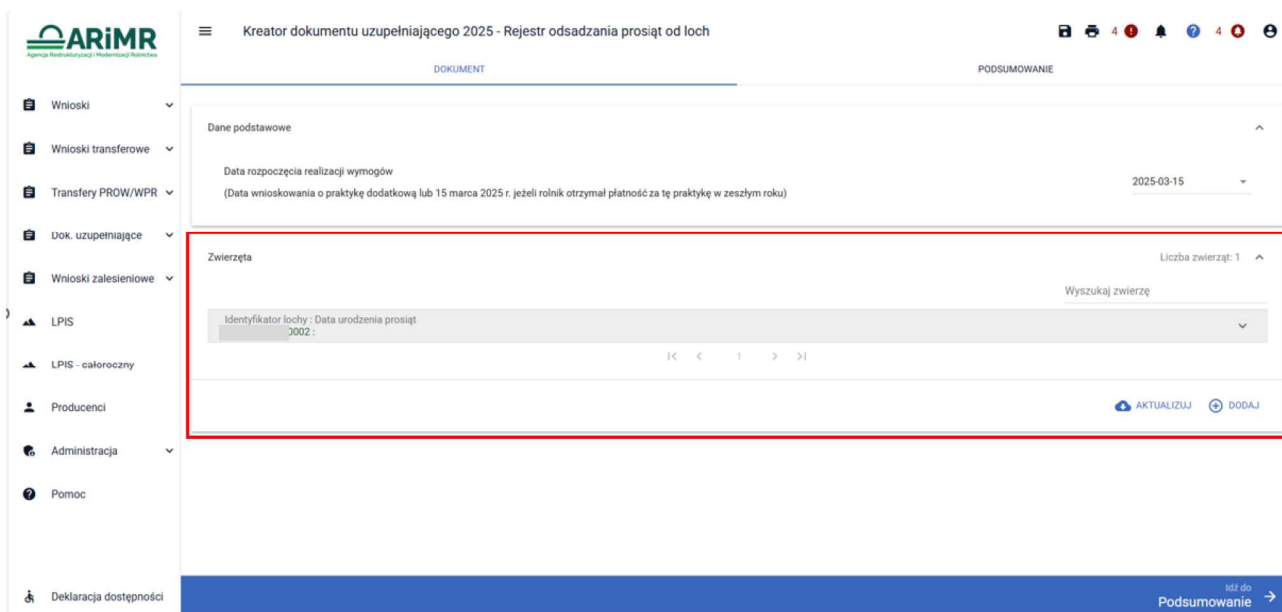 ARiMR
Agencja Restrukturyzacji i Modernizacji Rolnictwa
Kreator dokumentu uzupełniającego 2025 - Rejestr odsadzania prosiąt od loch
4
4
DOKUMENT
PODSUMOWANIE
Wnioski
Wnioski transferowe
Transfery PROW/WPR
Dok. uzupełniające
Wnioski zalesieniowe
LPIS
LPIS - całoroczny
Producenci
Administracja
Pomoc
Deklaracja dostępności
Dane podstawowe
Data rozpoczęcia realizacji wymogów
(Data wnioskowania o praktykę dodatkową lub 15 marca 2025 r. jeżeli rolnik otrzymał płatność za tę praktykę w zeszłym roku)
2025-03-15
Zwierzęta
Liczba zwierząt: 1
Wyszukaj zwierzę
Identyfikator lochy : Data urodzenia prosiąt
0002 :
1
AKTUALIZUJ
DODAJ
Idź do
Podsumowanie